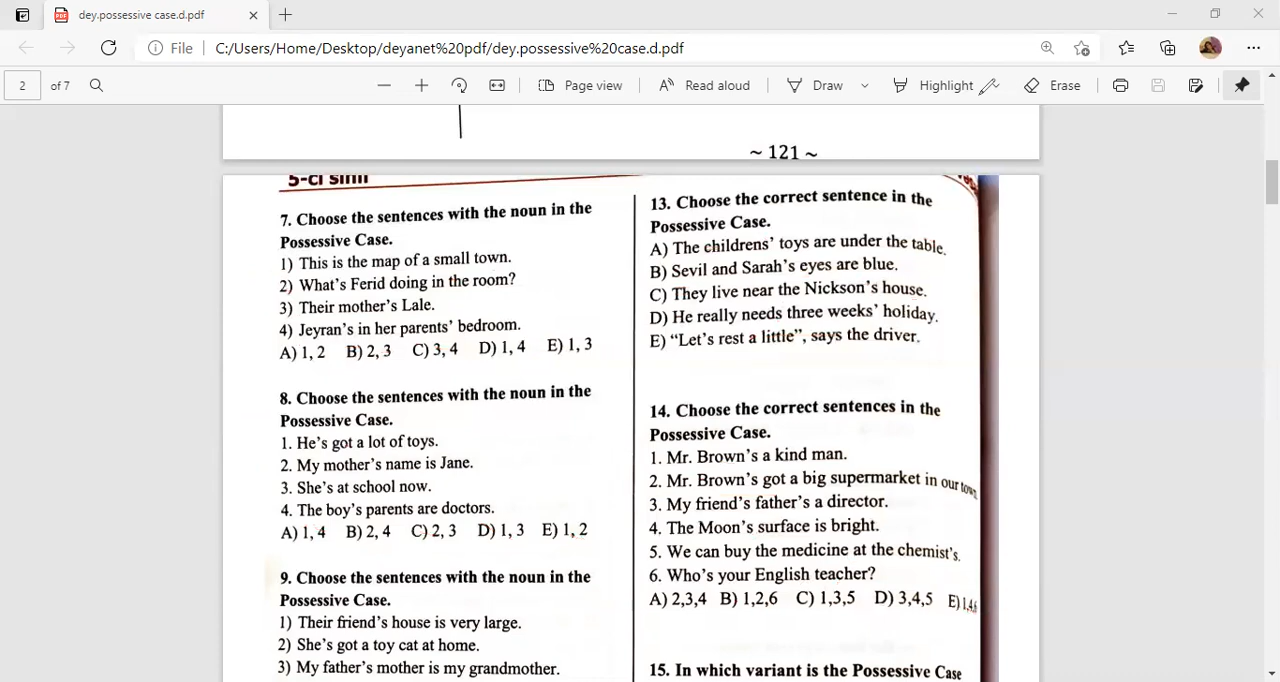 dey.possessive case.d.pdf
File
C:/Users/Home/Desktop/deyanet%20pdf/dey.possessive%20case.d.pdf
2 of 7
Page view
Read aloud
Draw
Highlight
Erase
~ 121 ~
5-ci sinif
7. Choose the sentences with the noun in the
Possessive Case.
1) This is the map of a small town.
2) What's Ferid doing in the room?
3) Their mother's Lale.
4) Jeyran's in her parents' bedroom.
A) 1, 2 B) 2, 3 C) 3, 4 D) 1, 4 E) 1, 3
8. Choose the sentences with the noun in the
Possessive Case.
1. He's got a lot of toys.
2. My mother's name is Jane.
3. She's at school now.
4. The boy's parents are doctors.
A) 1, 4 B) 2, 4 C) 2, 3 D) 1, 3 E) 1, 2
9. Choose the sentences with the noun in the
Possessive Case.
1) Their friend's house is very large.
2) She's got a toy cat at home.
3) My father's mother is my grandmother.
13. Choose the correct sentence in the
Possessive Case.
A) The childrens' toys are under the table.
B) Sevil and Sarah's eyes are blue.
C) They live near the Nickson's house.
D) He really needs three weeks' holiday.
E) “Let's rest a little”, says the driver.
14. Choose the correct sentences in the
Possessive Case.
1. Mr. Brown's a kind man.
2. Mr. Brown's got a big supermarket in our town
3. My friend's father's a director.
4. The Moon's surface is bright.
5. We can buy the medicine at the chemist's.
6. Who's your English teacher?
A) 2,3,4 B) 1,2,6 C) 1,3,5 D) 3,4,5 E) 1,4,6
15. In which variant is the Possessive Case